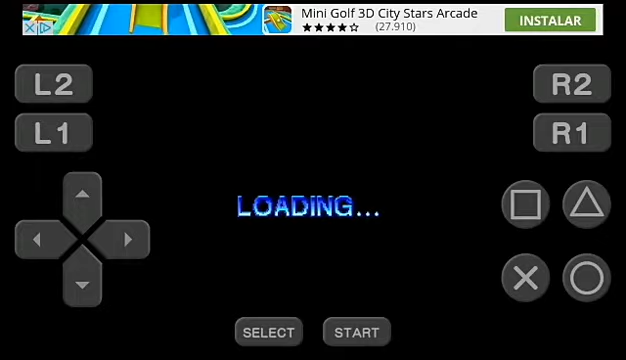 Mini Golf 3D City Stars Arcade
(27.910)
INSTALAR
L2
R2
L1
R1
LOADING...
SELECT
START